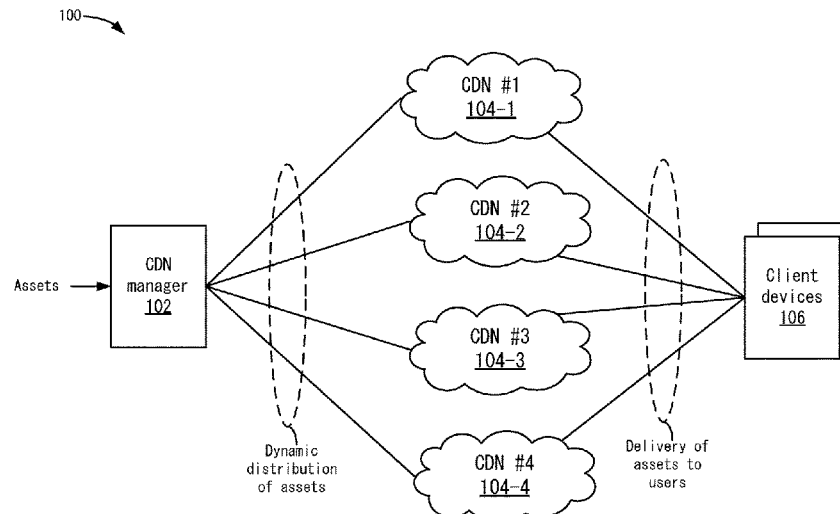 100
CDN #1
104-1
CDN #2
104-2
Assets
CDN
manager
102
Client
devices
106
CDN #3
104-3
Dynamic
distribution
of assets
CDN #4
104-4
Delivery of
assets to
users